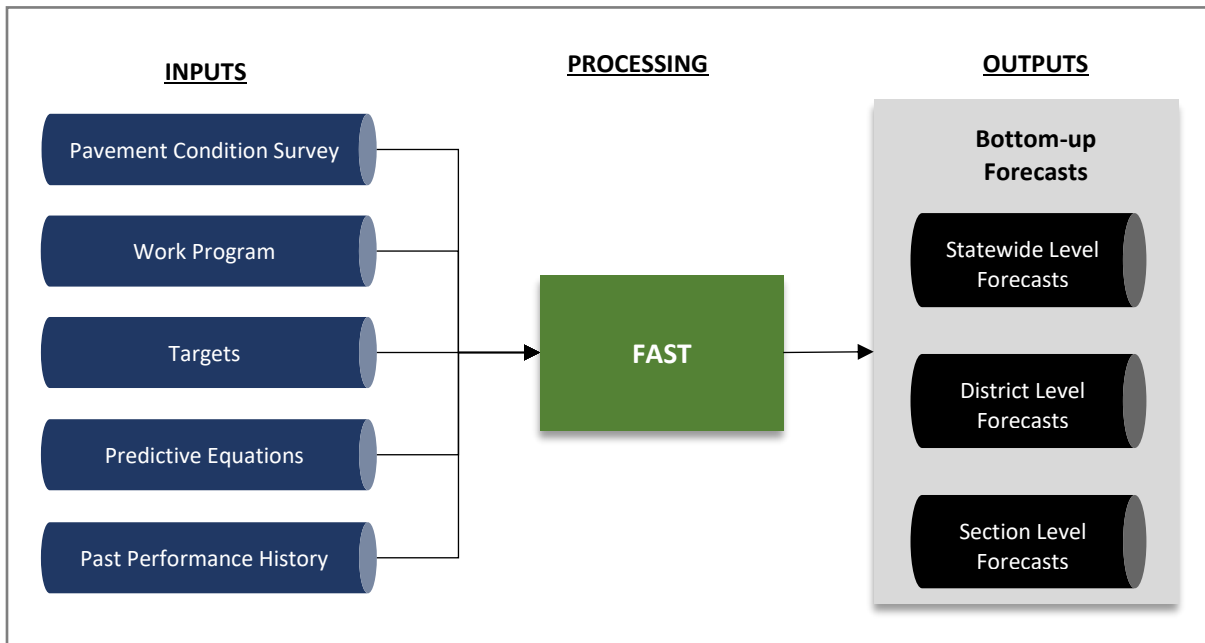 INPUTS
Pavement Condition Survey
Work Program
Targets
Predictive Equations
Past Performance History
PROCESSING
FAST
OUTPUTS
Bottom-up
Forecasts
Statewide Level
Forecasts
District Level
Forecasts
Section Level
Forecasts